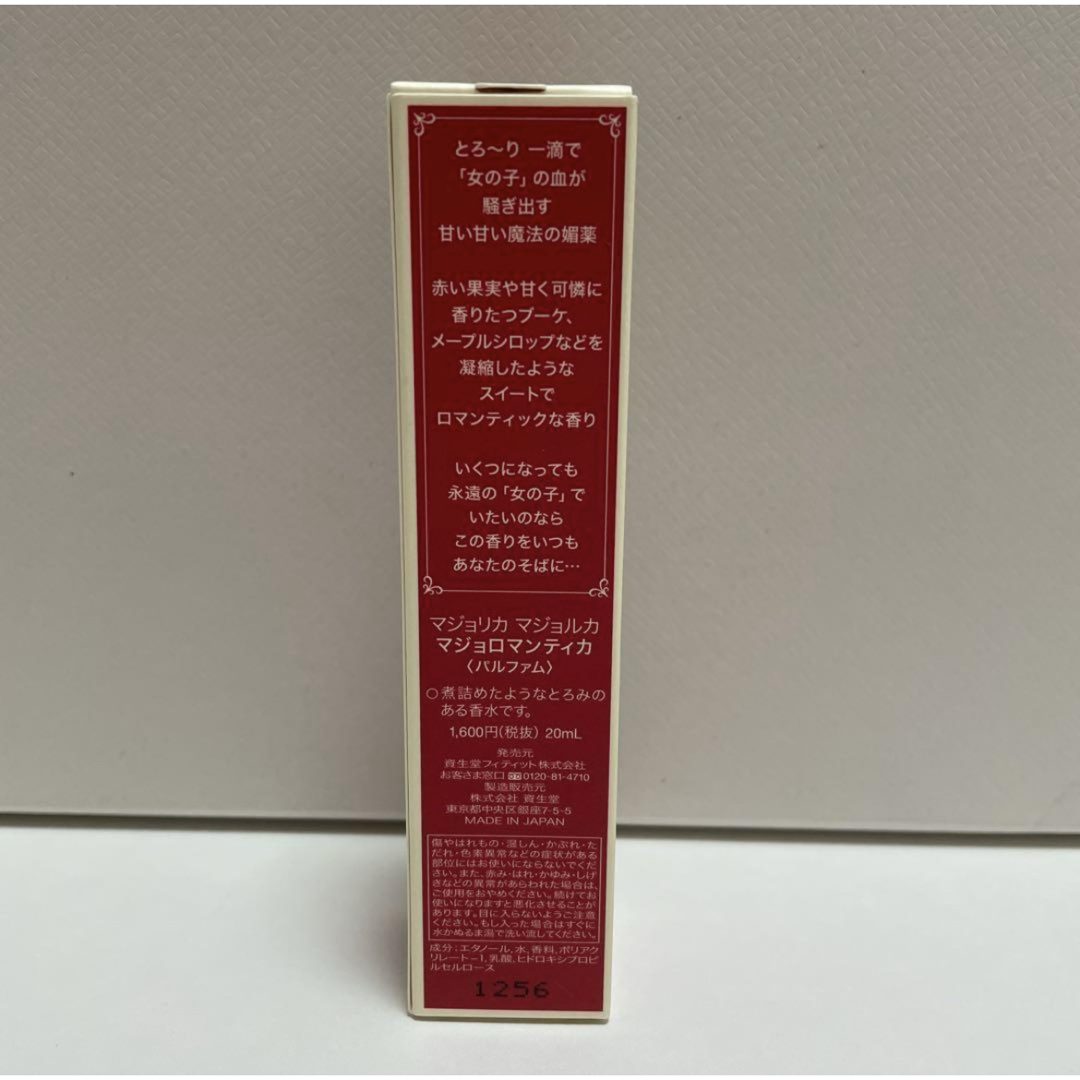 とろ〜り 一滴で
「女の子」の血が
騒ぎ出す
甘い甘い魔法の媚薬
赤い果実や甘く可憐に
香りたつブーケ、
メープルシロップなどを
凝縮したような
スイートで
ロマンティックな香り
いくつになっても
永遠の「女の子」で
いたいのなら
この香りをいつも
あなたのそばに…
マジョリカ マジョルカ
マジョロマンティカ
〈パルファム〉
○煮詰めたようなとろみの
ある香水です。
1,600円(税抜) 20mL
発売元
資生堂フィティット株式会社
お客さま窓口 0120-81-4710
製造販売元
株式会社 資生堂
東京都中央区銀座7-5-5
MADE IN JAPAN
傷やはれもの・湿しん・かぶれ・た
だれ・色素異常などの症状がある
部位にはお使いにならないでくだ
さい。また、赤み・はれ・かゆみ・しげ
きなどの異常があらわれた場合は、
ご使用をおやめください。続けてお
使いになりますと悪化させることが
あります。目に入らないようご注意
ください。もし入った場合はすぐに
水かぬるま湯で洗い流してください。
成分:エタノール、水、香料、ポリアク
リレート-1、乳酸、ヒドロキシプロピ
ルセルロース
1256